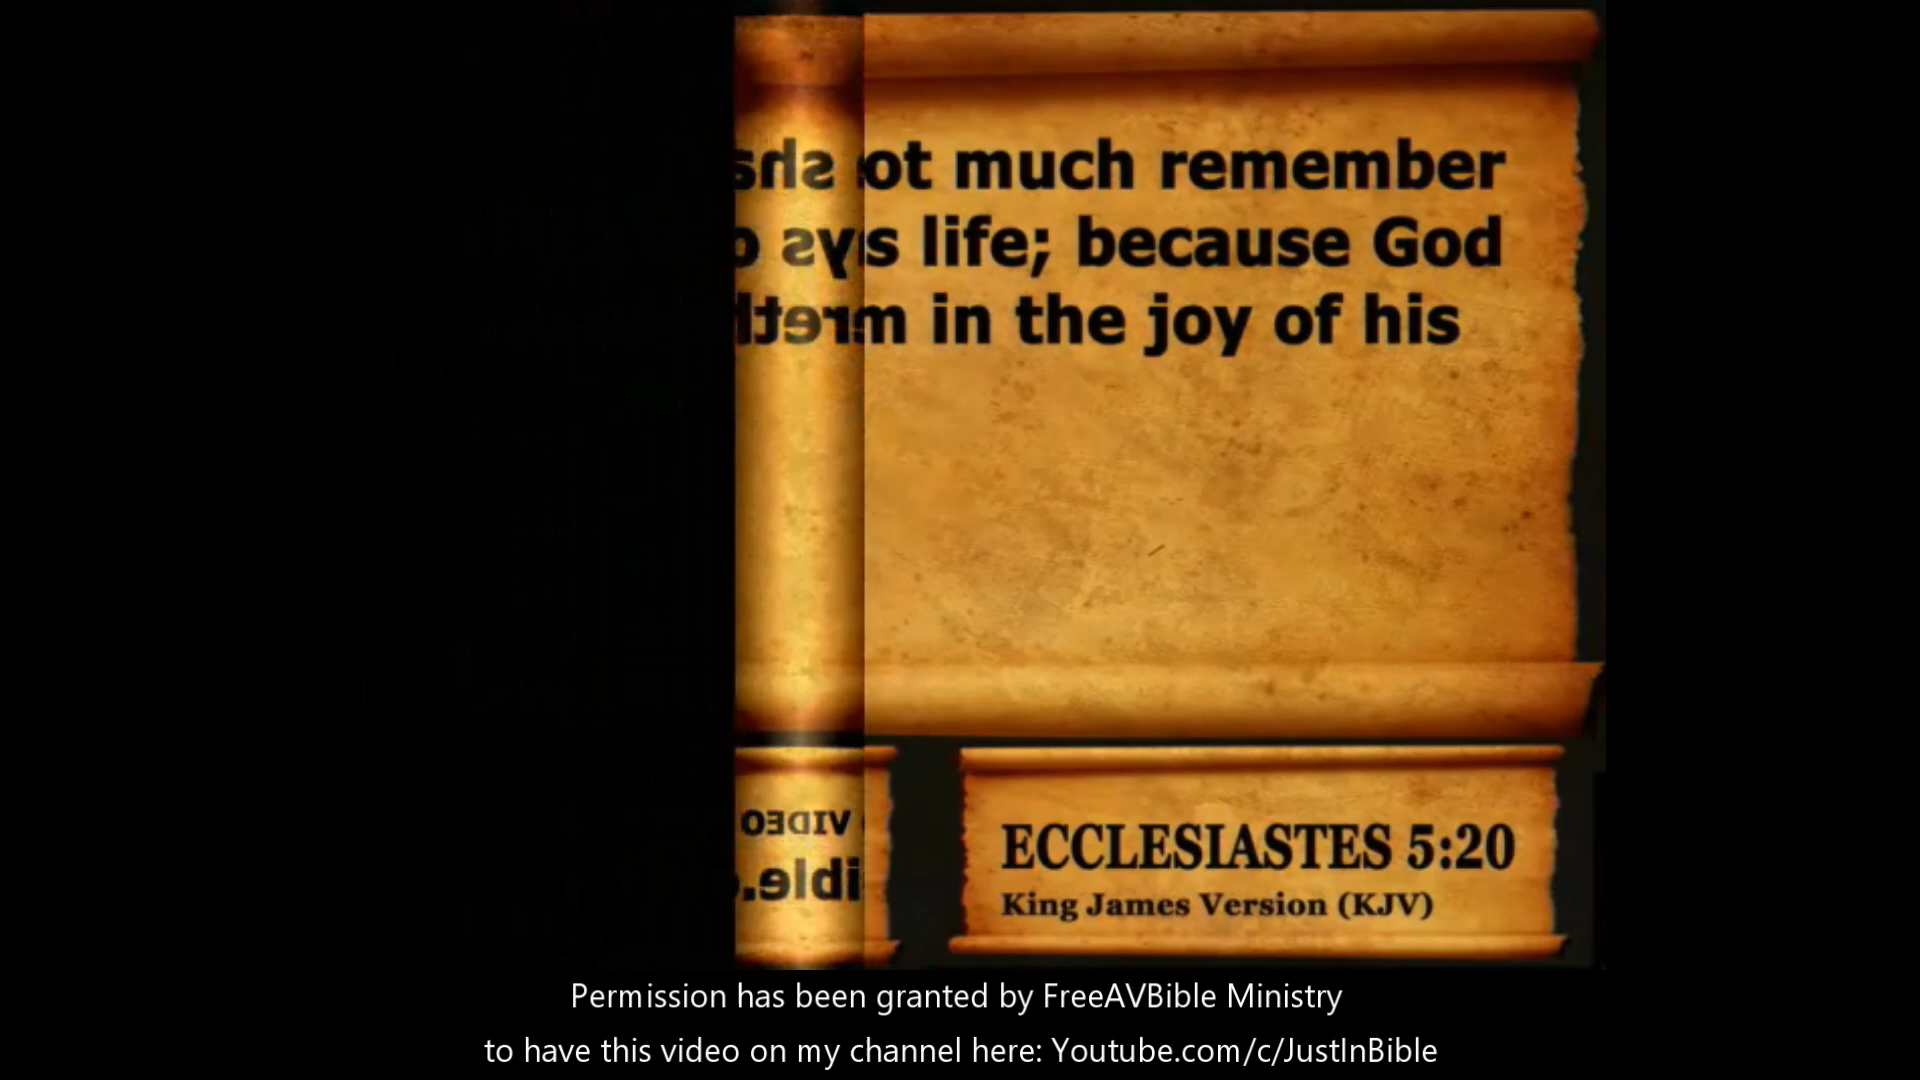 much remember
life; because God
in the joy of his
VIDEO
ECCLESIASTES 5:20
King James Version (KJV)
Permission has been granted by FreeAVBible Ministry
to have this video on my channel here: Youtube.com/c/JustInBible